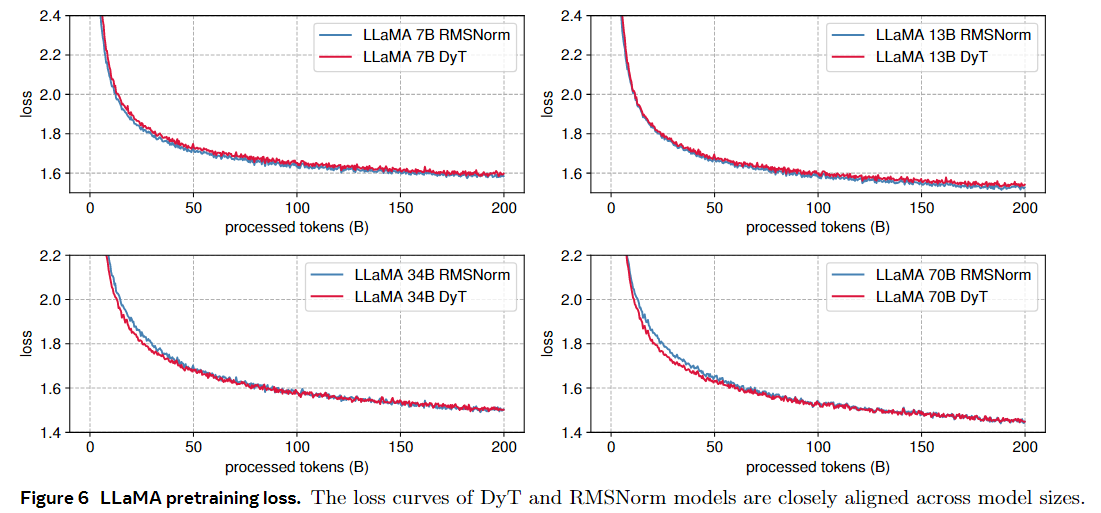 2.4
2.2
2.0
1.8
1.6
loss
LLaMA 7B RMSNorm
LLaMA 7B DyT
0 50 100 150 200
processed tokens (B)
2.4
2.2
2.0
1.8
1.6
loss
LLaMA 13B RMSNorm
LLaMA 13B DyT
0 50 100 150 200
processed tokens (B)
2.2
2.0
1.8
1.6
1.4
loss
LLaMA 34B RMSNorm
LLaMA 34B DyT
0 50 100 150 200
processed tokens (B)
2.2
2.0
1.8
1.6
1.4
loss
LLaMA 70B RMSNorm
LLaMA 70B DyT
0 50 100 150 200
processed tokens (B)
Figure 6 LLaMA pretraining loss. The loss curves of DyT and RMSNorm models are closely aligned across model sizes.